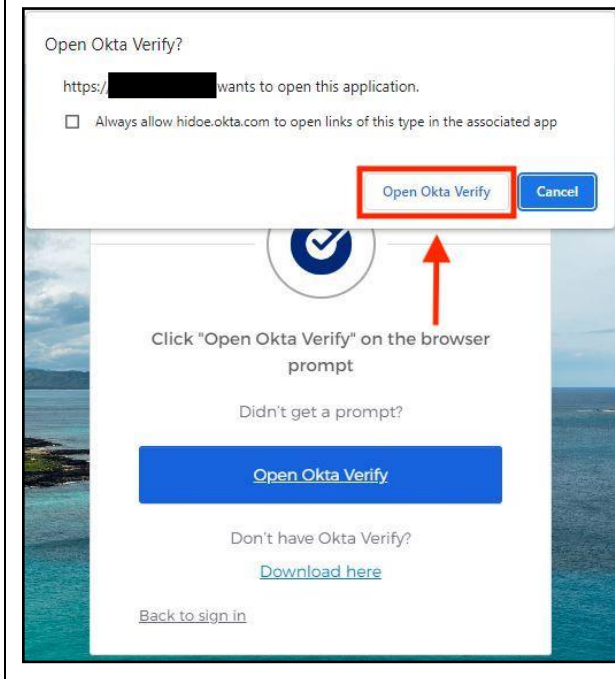 Open Okta Verify?
https:/ wants to open this application.
Always allow hidoe.okta.com to open links of this type in the associated app
Open Okta Verify Cancel
Click "Open Okta Verify" on the browser
prompt
Didn't get a prompt?
Open Okta Verify
Don't have Okta Verify?
Download here
Back to sign in